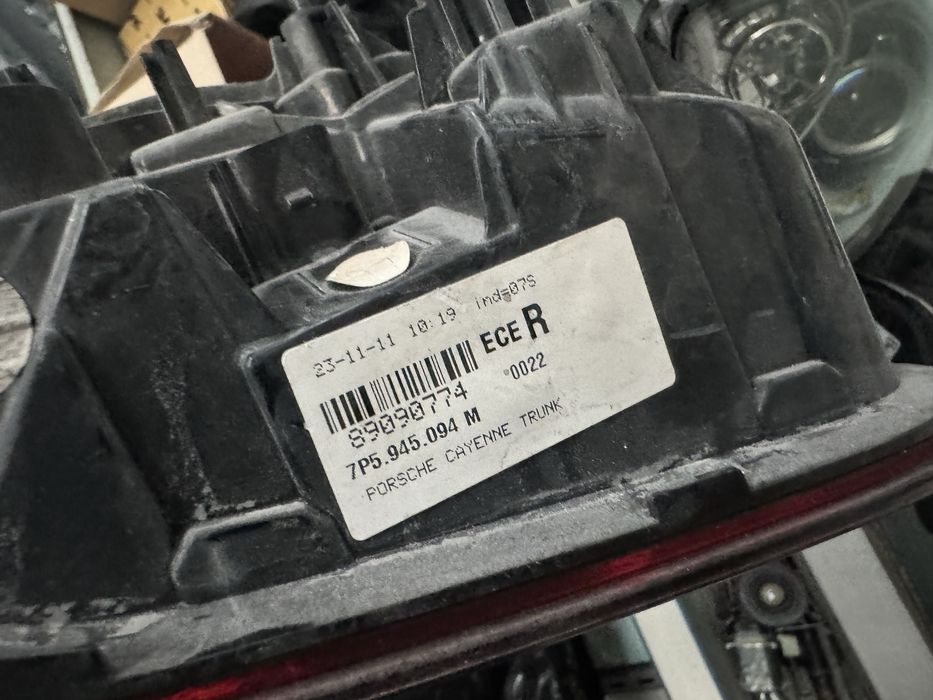 23-11-11 10:19 ind=07S
ECE R
89090774 0022
7P5.945.094 M
PORSCHE CAYENNE TRUNK